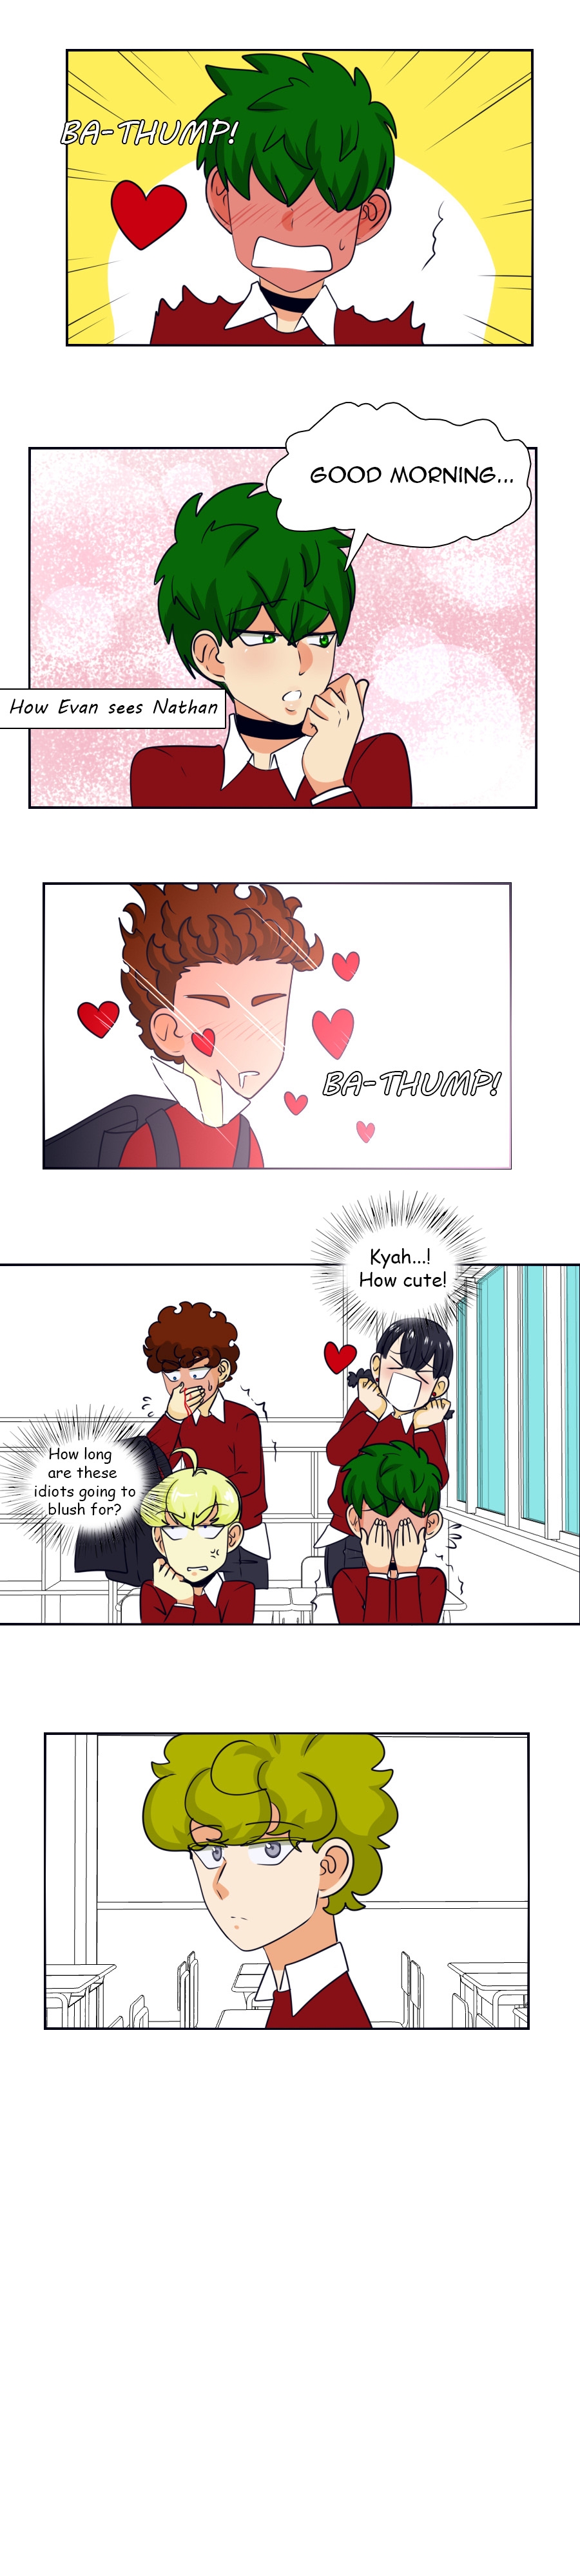 BA-THUMP!
GOOD MORNING...
How Evan sees Nathan
BA-THUMP!
Kyah...!
How cute!
How long
are these
idiots going to
blush for?